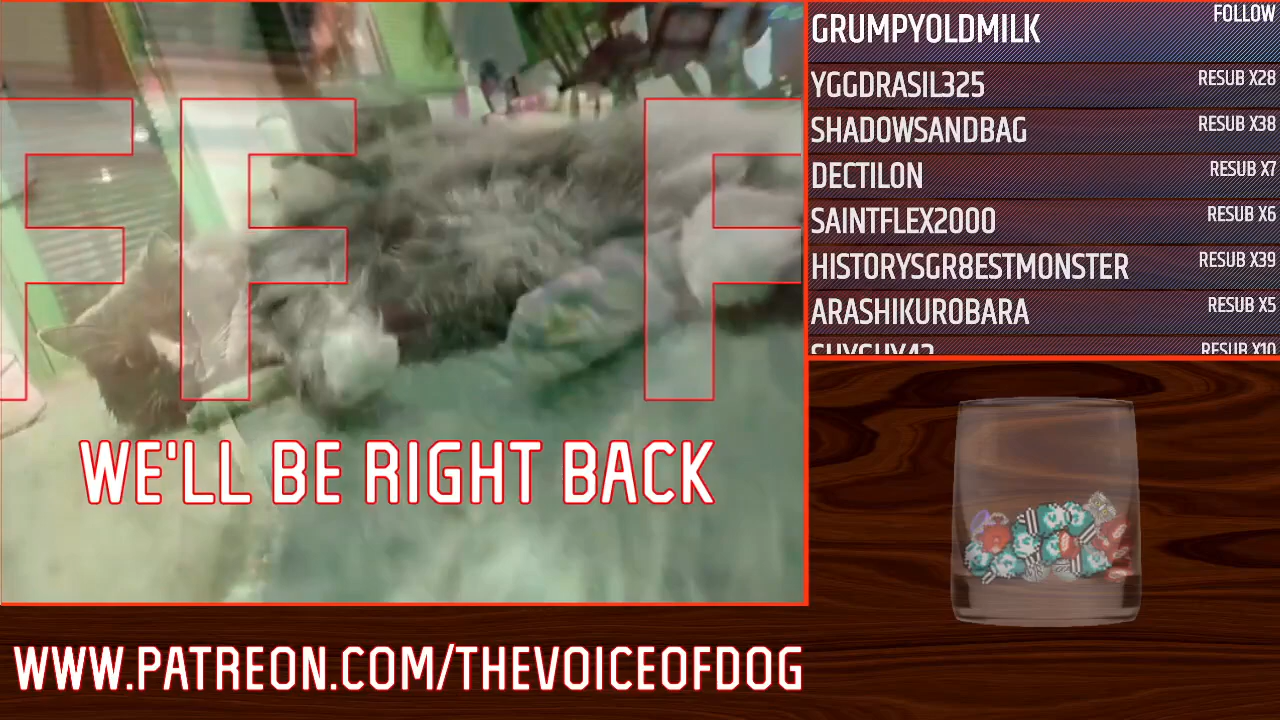 F F F
WE'LL BE RIGHT BACK
WWW.PATREON.COM/THEVOICEOFDOG
GRUMPYOLDMILK FOLLOW
YGGDRASIL325 RESUB X28
SHADOWSANDBAG RESUB X38
DECTILON RESUB X7
SAINTFLEX2000 RESUB X6
HISTORYSGR8ESTMONSTER RESUB X39
ARASHIKUROBARA RESUB X5
RESUB X10